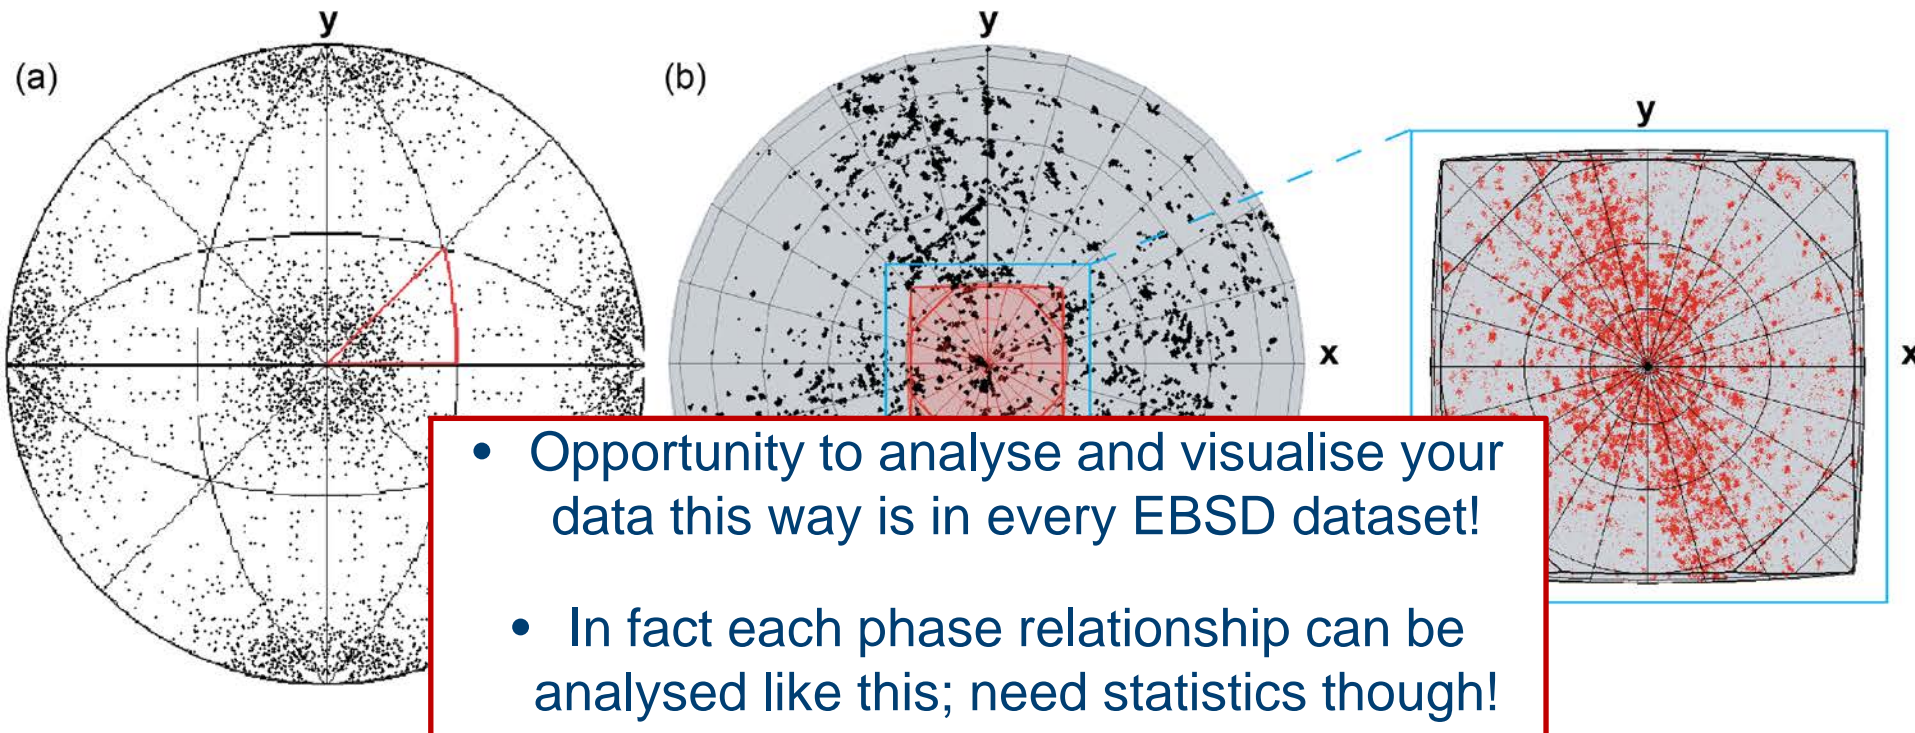 y
(a)
y
(b)
y
x
x
• Opportunity to analyse and visualise your
data this way is in every EBSD dataset!
• In fact each phase relationship can be
analysed like this; need statistics though!